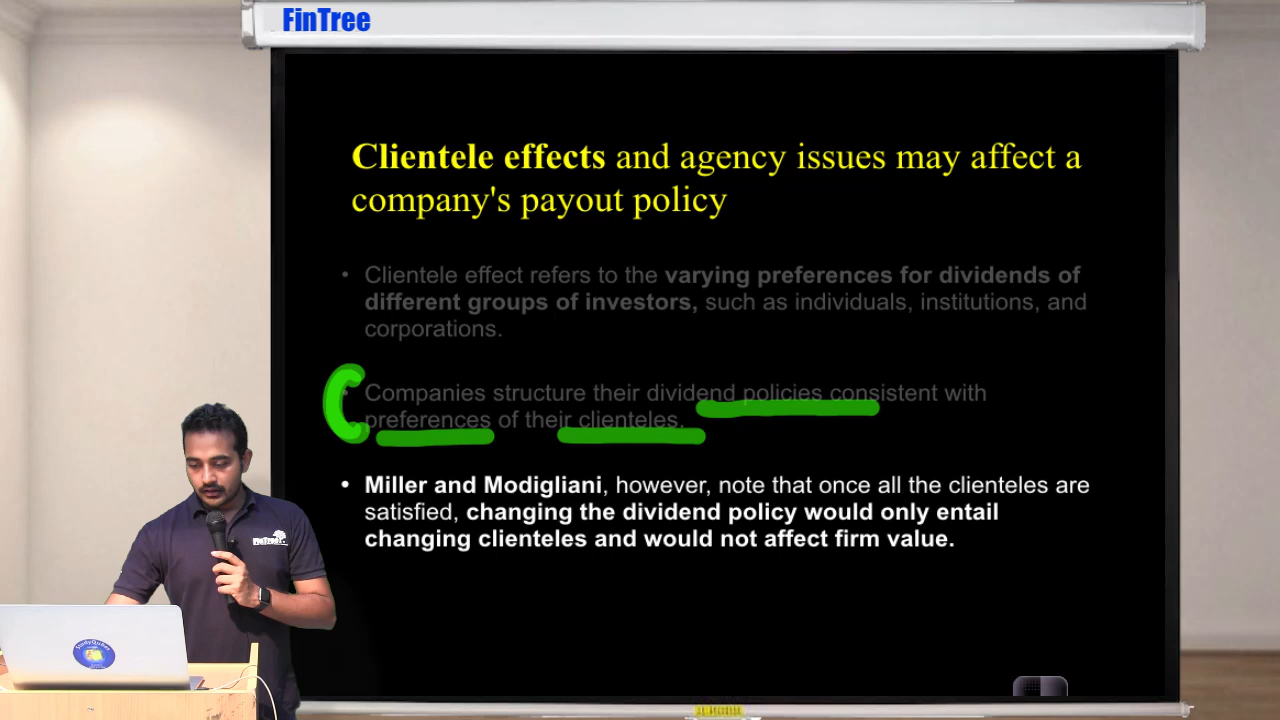 FinTree
Clientele effects and agency issues may affect a
company's payout policy
• Clientele effect refers to the varying preferences for dividends of
different groups of investors, such as individuals, institutions, and
corporations.
• Companies structure their dividend policies consistent with
preferences of their clienteles.
• Miller and Modigliani, however, note that once all the clienteles are
satisfied, changing the dividend policy would only entail
changing clienteles and would not affect firm value.
FinTree